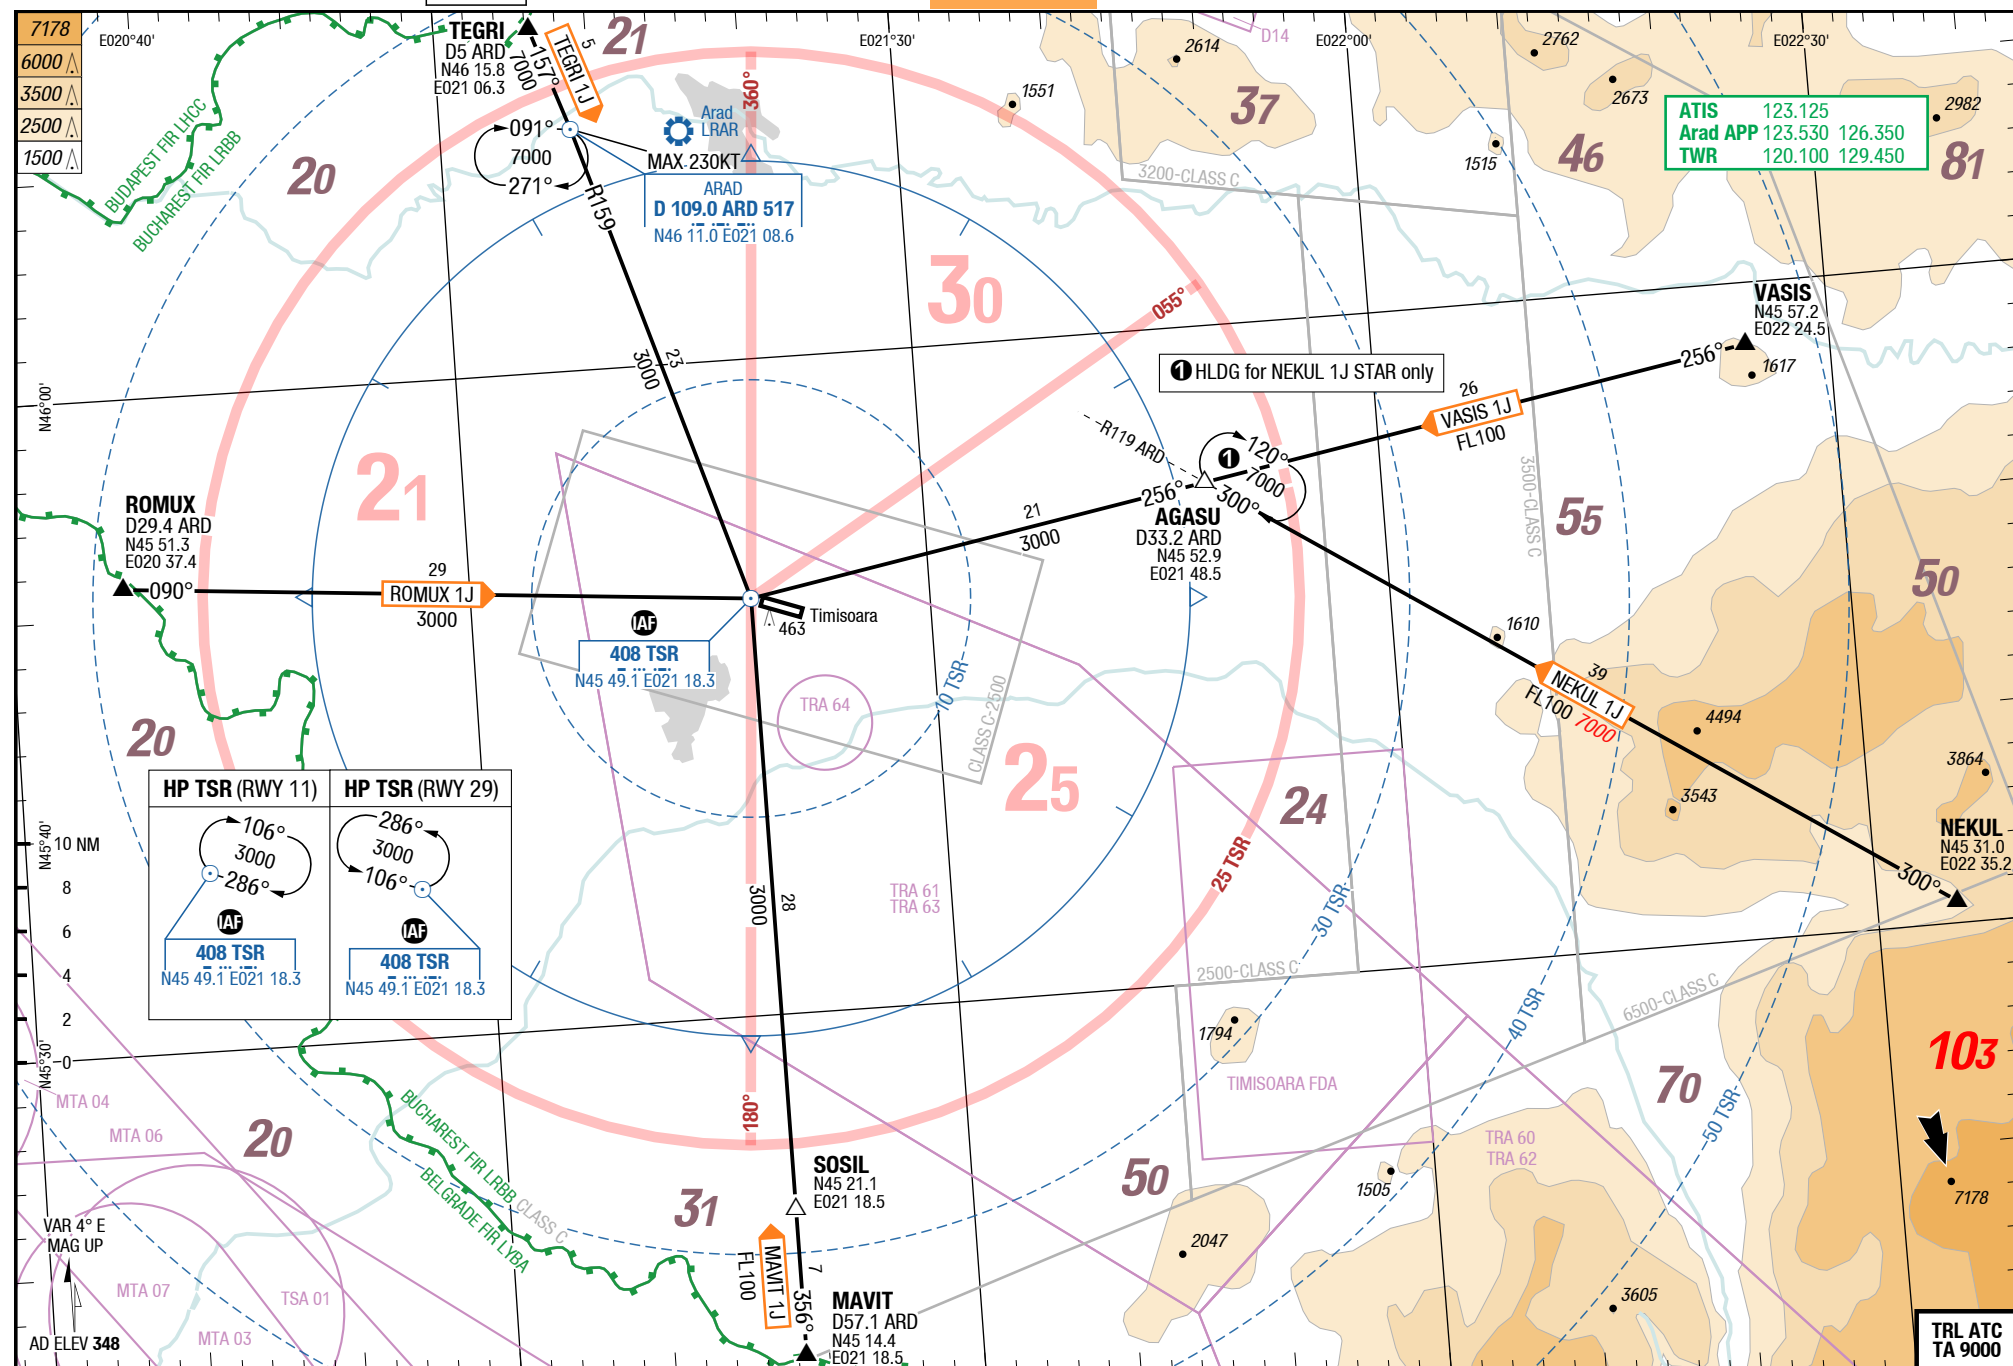 7178
6000
3500
2500
1500
E020°40'
TEGRI
D5 ARD
N46 15.8
E021 06.3
157°
7000
5
TEGRI 1J
21
360°
E021°30'
D14
E022°00'
E022°30'
2614
2762
2673
2982
1551
1515
37
46
81
ATIS 123.125
Arad APP 123.530 126.350
TWR 120.100 129.450
BUDAPEST FIR LHCC
BUCHAREST FIR LRBB
20
091°
7000
271°
Arad
LRAR
MAX 230KT
ARAD
D 109.0 ARD 517
N46 11.0 E021 08.6
R159
3200-CLASS C
30
055°
VASIS
N45 57.2
E022 24.5
256°
1617
23
3000
N46°00'
1 HLDG for NEKUL 1J STAR only
26
VASIS 1J
FL100
R119 ARD
1
120°
7000
300°
256°
AGASU
D33.2 ARD
N45 52.9
E021 48.5
21
3000
3500-CLASS C
55
50
21
ROMUX
D29.4 ARD
N45 51.3
E020 37.4
090°
29
ROMUX 1J
3000
IAF
408 TSR
N45 49.1 E021 18.3
463
Timisoara
1610
39
NEKUL 1J
FL100 7000
4494
3864
3543
NEKUL
N45 31.0
E022 35.2
300°
10 TSR
CLASS C-2500
TRA 64
20
25
24
HP TSR (RWY 11)
106°
3000
286°
IAF
408 TSR
N45 49.1 E021 18.3
HP TSR (RWY 29)
286°
3000
106°
IAF
408 TSR
N45 49.1 E021 18.3
N45°40'
10 NM
8
6
4
2
0
N45°30'
28
3000
TRA 61
TRA 63
25 TSR
30 TSR
40 TSR
50 TSR
2500-CLASS C
6500-CLASS C
1794
TIMISOARA FDA
103
70
7178
MTA 04
MTA 06
20
BUCHAREST FIR LRBB
BELGRADE FIR LYBA
CLASS C
180°
SOSIL
N45 21.1
E021 18.5
31
50
TRA 60
TRA 62
1505
2047
3605
VAR 4° E
MAG UP
MTA 07
TSA 01
MTA 03
AD ELEV 348
FL100
MAVIT 1J
7
356°
MAVIT
D57.1 ARD
N45 14.4
E021 18.5
TRL ATC
TA 9000